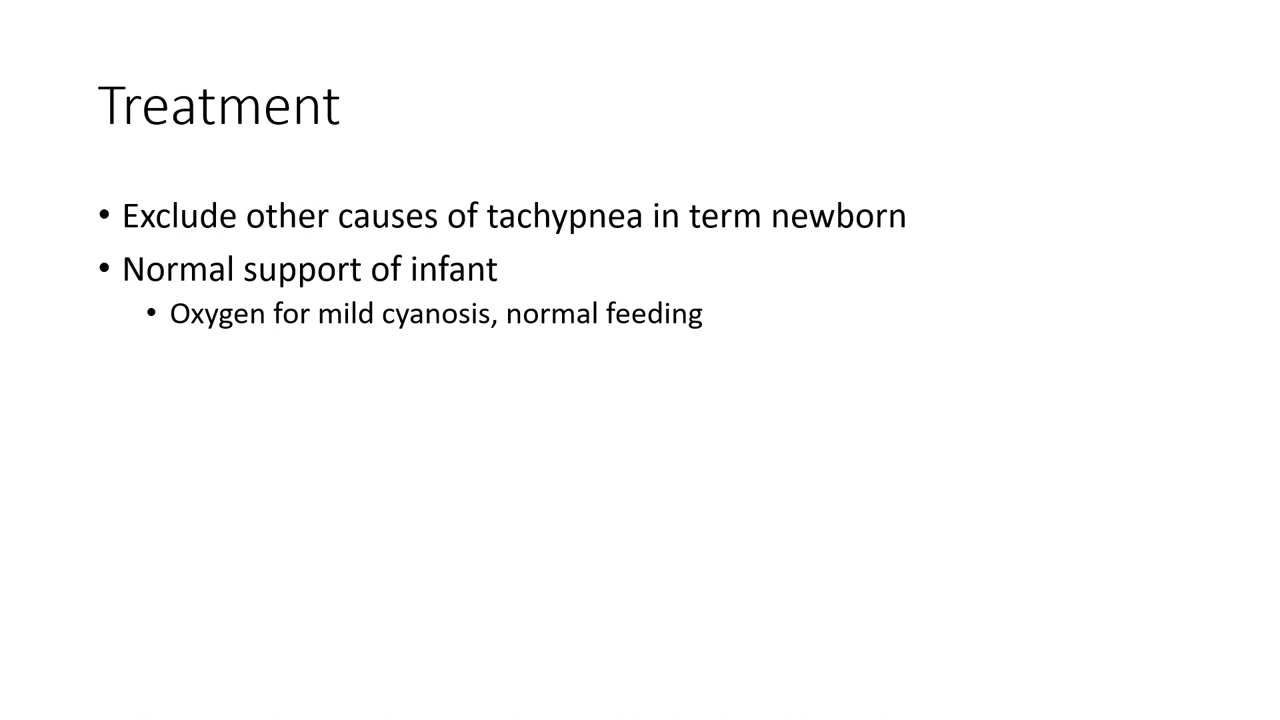 Treatment
• Exclude other causes of tachypnea in term newborn
• Normal support of infant
• Oxygen for mild cyanosis, normal feeding